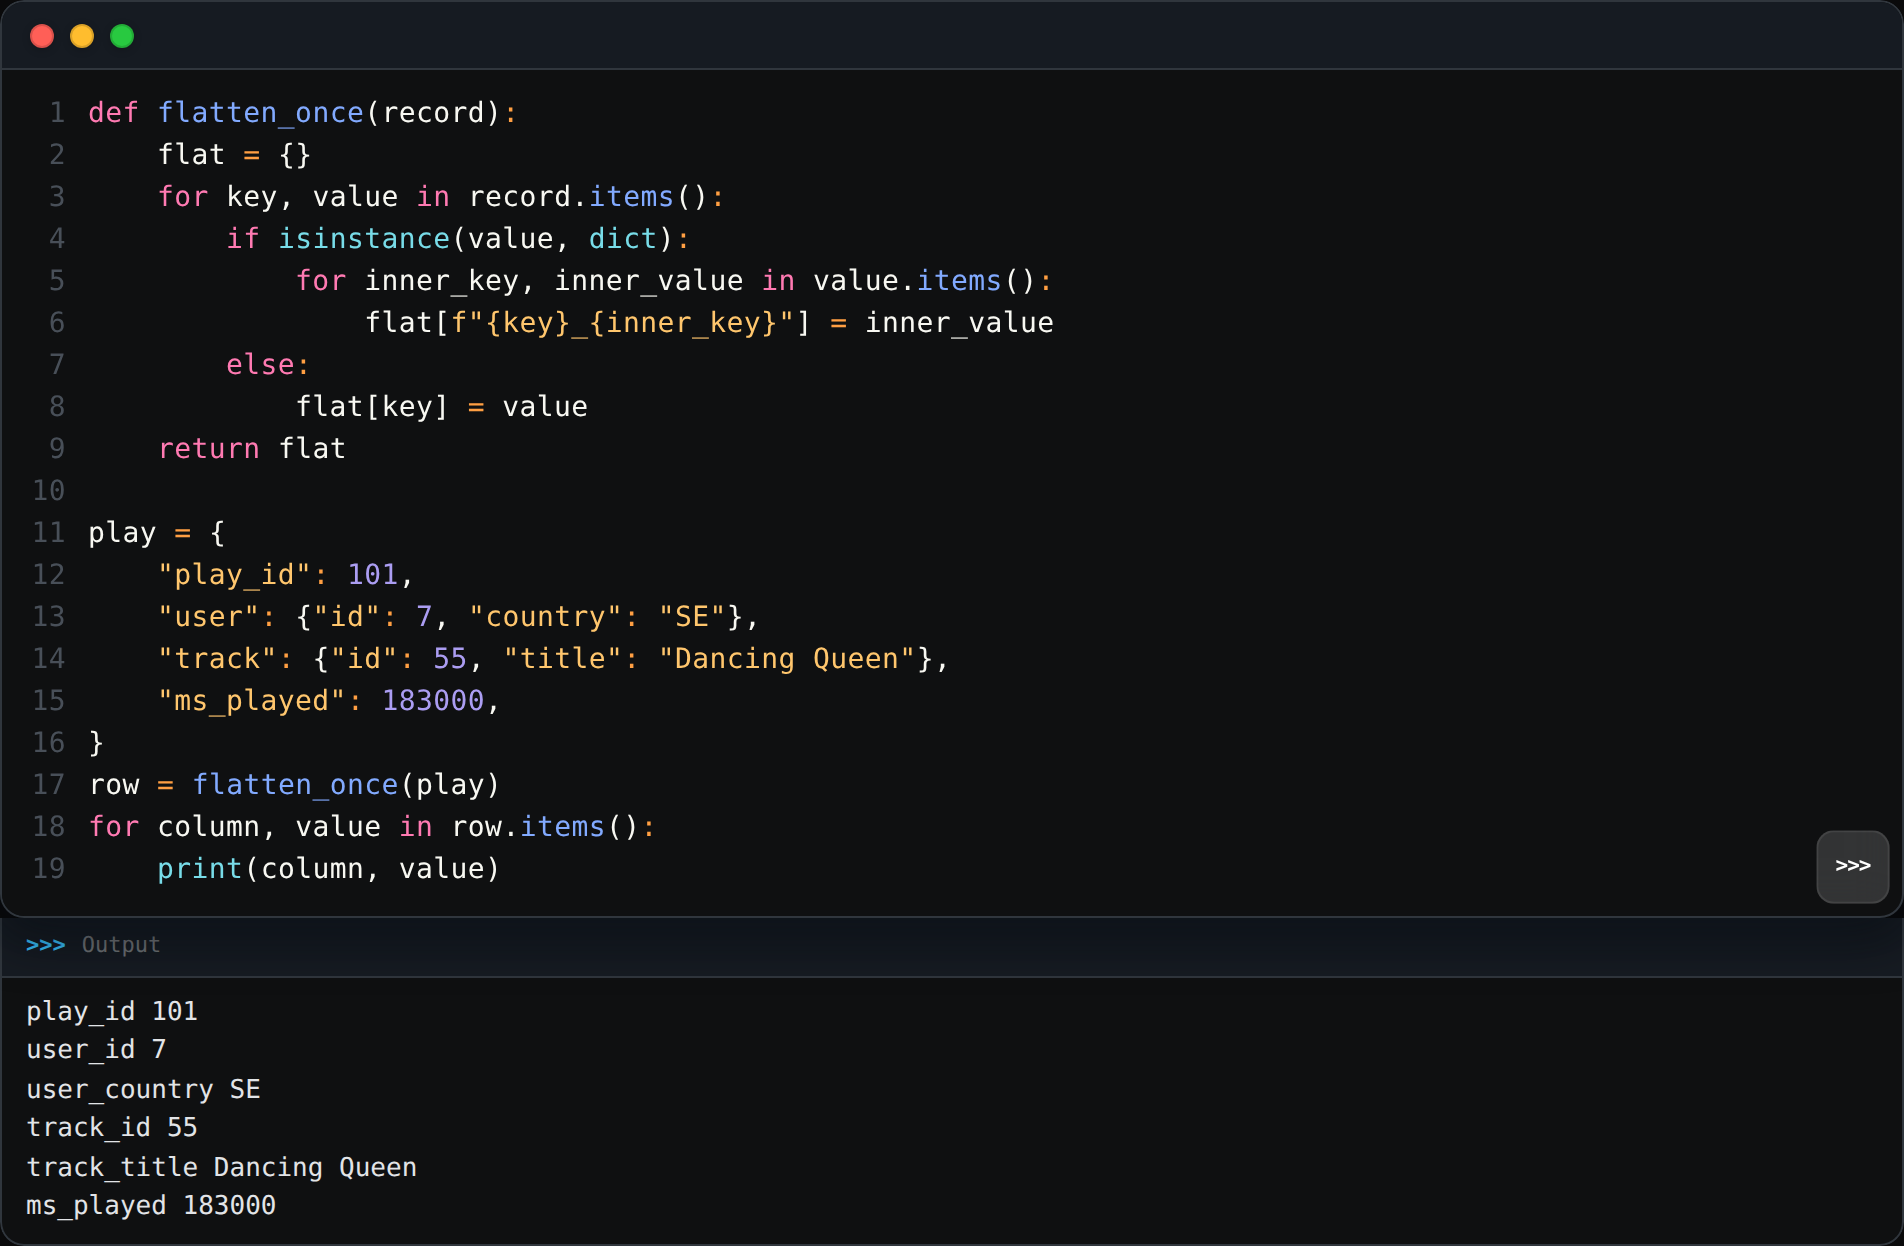 1 def flatten_once(record):
2     flat = {}
3     for key, value in record.items():
4         if isinstance(value, dict):
5             for inner_key, inner_value in value.items():
6                 flat[f"{key}_{inner_key}"] = inner_value
7         else:
8             flat[key] = value
9     return flat
10
11 play = {
12     "play_id": 101,
13     "user": {"id": 7, "country": "SE"},
14     "track": {"id": 55, "title": "Dancing Queen"},
15     "ms_played": 183000,
16 }
17 row = flatten_once(play)
18 for column, value in row.items():
19     print(column, value)
>>>
>>> Output
play_id 101
user_id 7
user_country SE
track_id 55
track_title Dancing Queen
ms_played 183000